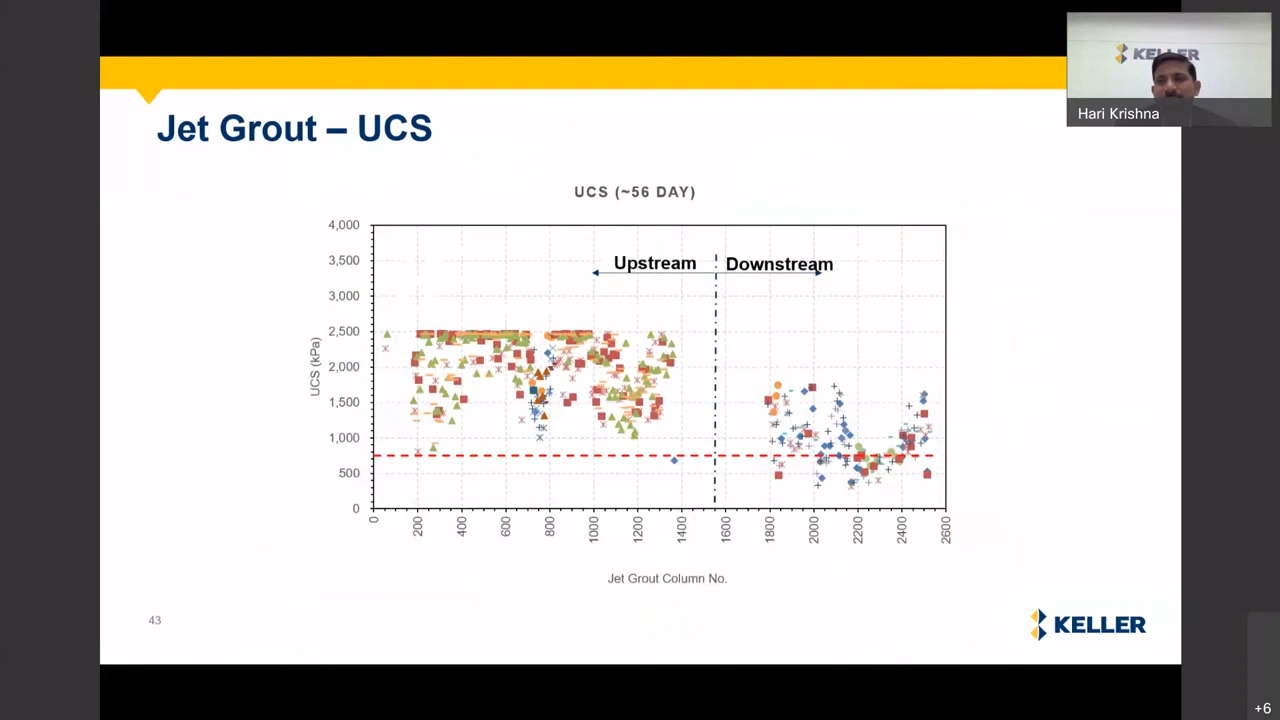 KELLER
Hari Krishna
Jet Grout – UCS
UCS (~56 DAY)
4,000
3,500
3,000
2,500
2,000
1,500
1,000
500
0
UCS (kPa)
Upstream
Downstream
0
200
400
600
800
1000
1200
1400
1600
1800
2000
2200
2400
2600
Jet Grout Column No.
43
KELLER
+6